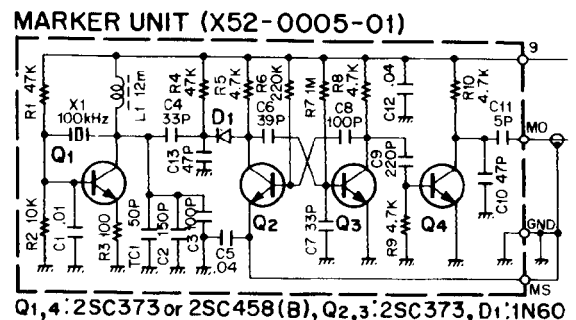 MARKER UNIT (X52-0005-01)
R1 47K
X1
100kHz
L1 1.2m
C4
33P
R4 47K
R5 4.7K
D1
R6 220K
C6
39P
R7 1M
R8 4.7K
C8
100P
C12 .04
R10 4.7K
C11
5P
9
MO
Q1
C13 47P
C9 220P
C10 47P
R2 10K
C1 .01
R3 100
TC1 50P
C2 150P
C3 100P
C5
.04
Q2
C7 33P
Q3
R9 4.7K
Q4
GND
MS
Q1,4:2SC373 or 2SC458(B), Q2,3:2SC373, D1:1N60